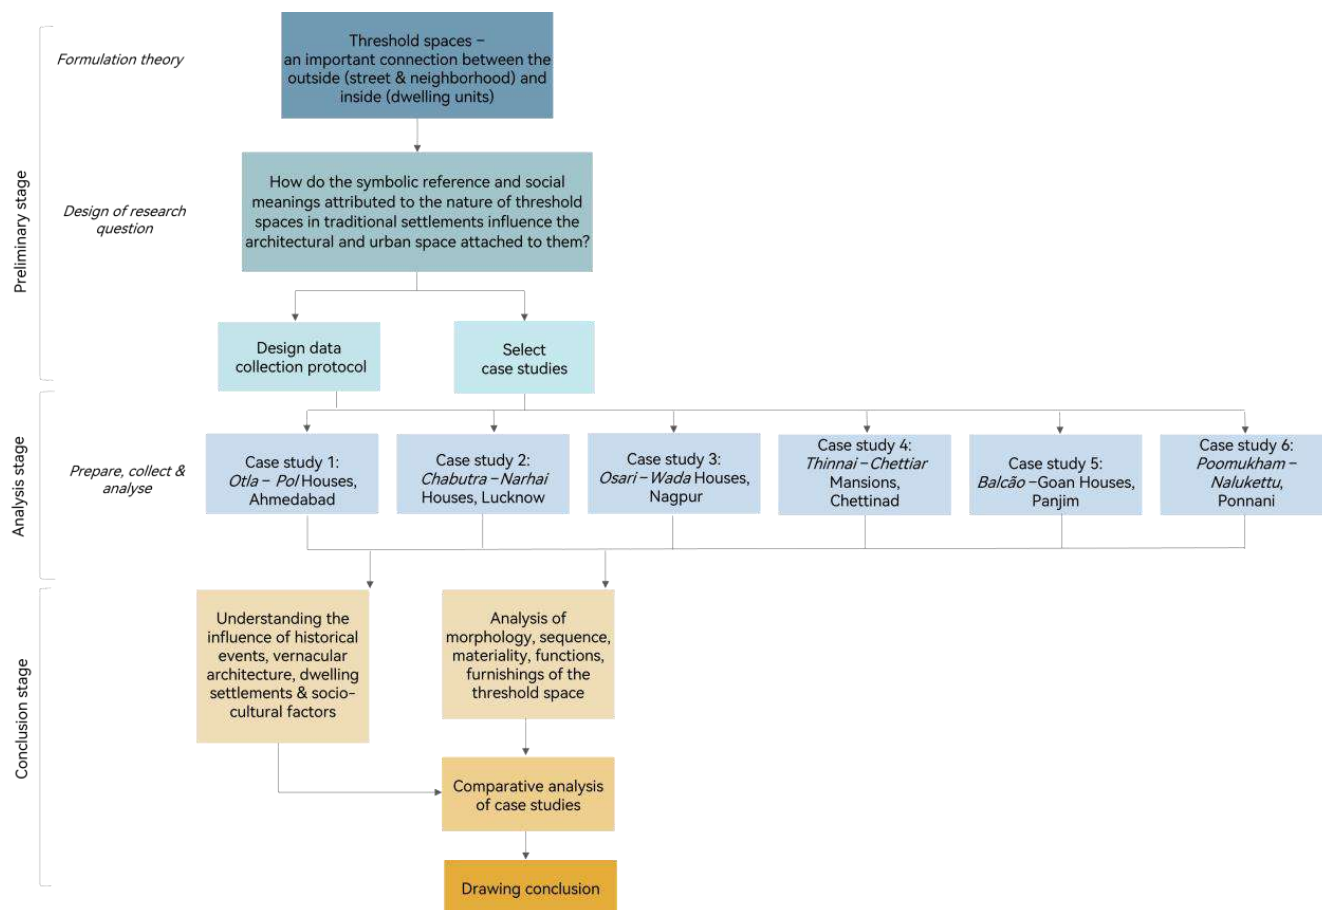 Preliminary stage
Formulation theory
Threshold spaces –
an important connection between the
outside (street & neighborhood) and
inside (dwelling units)
Design of research
question
How do the symbolic reference and social
meanings attributed to the nature of threshold
spaces in traditional settlements influence the
architectural and urban space attached to them?
Design data
collection protocol
Select
case studies
Analysis stage
Prepare, collect &
analyse
Case study 1:
Otla – Pol Houses,
Ahmedabad
Case study 2:
Chabutra – Narhai
Houses, Lucknow
Case study 3:
Osari – Wada Houses,
Nagpur
Case study 4:
Thinnai – Chettiar
Mansions,
Chettinad
Case study 5:
Balcão –Goan Houses,
Panjim
Case study 6:
Poomukham –
Nalukettu,
Ponnani
Conclusion stage
Understanding the
influence of historical
events, vernacular
architecture, dwelling
settlements & socio-
cultural factors
Analysis of
morphology, sequence,
materiality, functions,
furnishings of the
threshold space
Comparative analysis
of case studies
Drawing conclusion